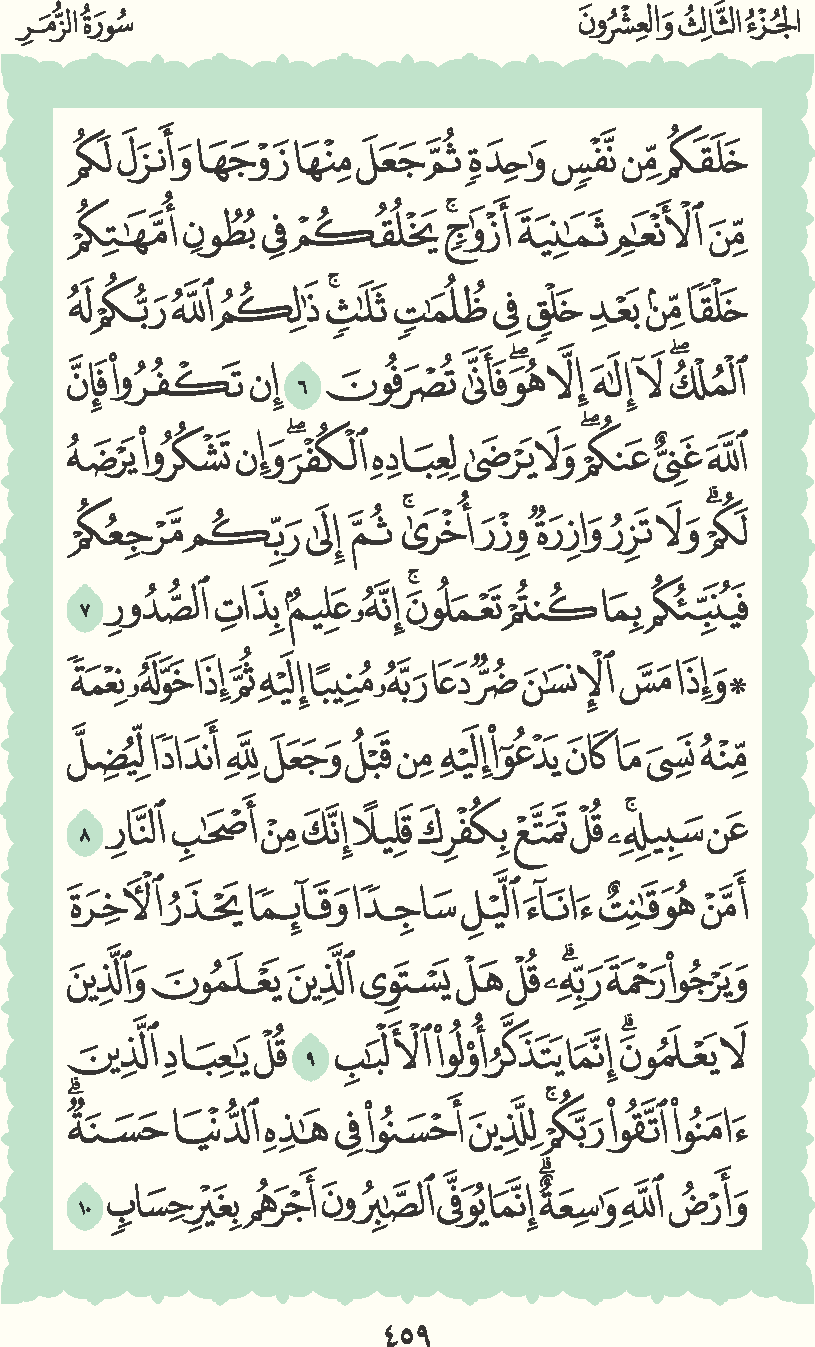 الجُزْءُ الثَّالِثُ وَالعِشْرُونَ
سُورَةُ الزُّمَرِ
خَلَقَكُم مِّن نَّفۡسٖ وَٰحِدَةٖ ثُمَّ جَعَلَ مِنۡهَا زَوۡجَهَا وَأَنزَلَ لَكُم
مِّنَ ٱلۡأَنۡعَٰمِ ثَمَٰنِيَةَ أَزۡوَٰجٖۚ يَخۡلُقُكُمۡ فِي بُطُونِ أُمَّهَٰتِكُمۡ
خَلۡقٗا مِّنۢ بَعۡدِ خَلۡقٖ فِي ظُلُمَٰتٖ ثَلَٰثٖۚ ذَٰلِكُمُ ٱللَّهُ رَبُّكُمۡ لَهُ
ٱلۡمُلۡكُۖ لَآ إِلَٰهَ إِلَّا هُوَۖ فَأَنَّىٰ تُصۡرَفُونَ ٦ إِن تَكۡفُرُواْ فَإِنَّ
ٱللَّهَ غَنِيٌّ عَنكُمۡۖ وَلَا يَرۡضَىٰ لِعِبَادِهِ ٱلۡكُفۡرَۖ وَإِن تَشۡكُرُواْ يَرۡضَهُ
لَكُمۡۗ وَلَا تَزِرُ وَازِرَةٞ وِزۡرَ أُخۡرَىٰۚ ثُمَّ إِلَىٰ رَبِّكُم مَّرۡجِعُكُمۡ
فَيُنَبِّئُكُم بِمَا كُنتُمۡ تَعۡمَلُونَۚ إِنَّهُۥ عَلِيمُۢ بِذَاتِ ٱلصُّدُورِ ٧
*وَإِذَا مَسَّ ٱلۡإِنسَٰنَ ضُرّٞ دَعَا رَبَّهُۥ مُنِيبًا إِلَيۡهِ ثُمَّ إِذَا خَوَّلَهُۥ نِعۡمَةٗ
مِّنۡهُ نَسِيَ مَا كَانَ يَدۡعُوٓاْ إِلَيۡهِ مِن قَبۡلُ وَجَعَلَ لِلَّهِ أَندَادٗا لِّيُضِلَّ
عَن سَبِيلِهِۦۚ قُلۡ تَمَتَّعۡ بِكُفۡرِكَ قَلِيلًا إِنَّكَ مِنۡ أَصۡحَٰبِ ٱلنَّارِ ٨
أَمَّنۡ هُوَ قَٰنِتٌ ءَانَآءَ ٱلَّيۡلِ سَاجِدٗا وَقَآئِمٗا يَحۡذَرُ ٱلۡأٓخِرَةَ
وَيَرۡجُواْ رَحۡمَةَ رَبِّهِۦۗ قُلۡ هَلۡ يَسۡتَوِي ٱلَّذِينَ يَعۡلَمُونَ وَٱلَّذِينَ
لَا يَعۡلَمُونَۗ إِنَّمَا يَتَذَكَّرُ أُوْلُواْ ٱلۡأَلۡبَٰبِ ٩ قُلۡ يَٰعِبَادِ ٱلَّذِينَ
ءَامَنُواْ ٱتَّقُواْ رَبَّكُمۡۚ لِلَّذِينَ أَحۡسَنُواْ فِي هَٰذِهِ ٱلدُّنۡيَا حَسَنَةٞۗ
وَأَرۡضُ ٱللَّهِ وَٰسِعَةٌۗ إِنَّمَا يُوَفَّى ٱلصَّٰبِرُونَ أَجۡرَهُم بِغَيۡرِ حِسَابٖ ١٠
٤٥٩